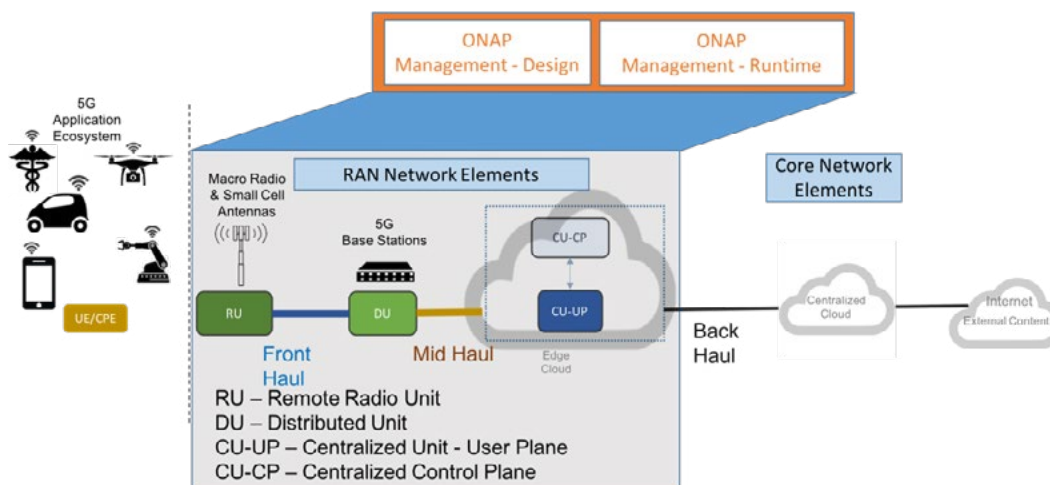 ONAP
Management - Design
ONAP
Management - Runtime
5G
Application
Ecosystem
RAN Network Elements
Core Network
Elements
Macro Radio
& Small Cell
Antennas
5G
Base Stations
CU-CP
CU-UP
RU
DU
UE/CPE
Edge
Cloud
Front
Haul
Mid Haul
Back
Haul
Centralized
Cloud
Internet
External Content
RU – Remote Radio Unit
DU – Distributed Unit
CU-UP – Centralized Unit - User Plane
CU-CP – Centralized Control Plane